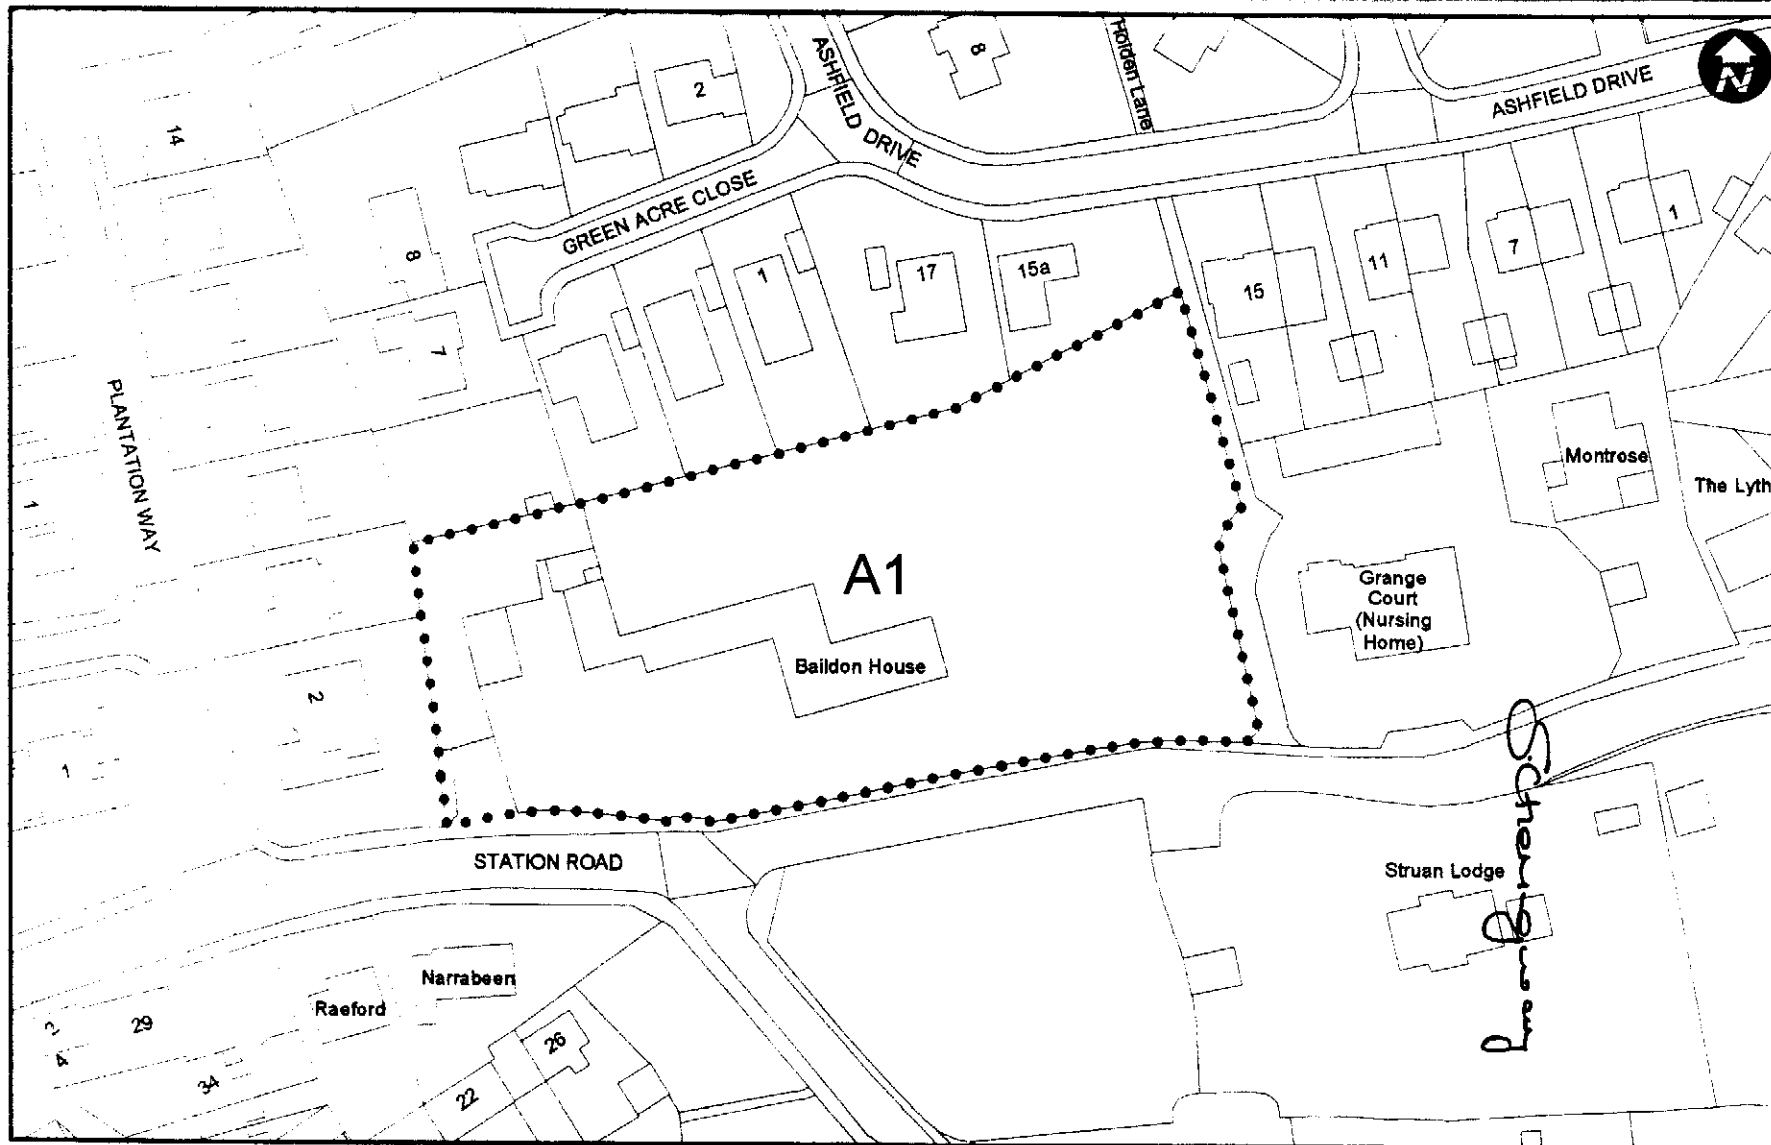 8
Holden Lane
ASHFIELD DRIVE
N
ASHFIELD DRIVE
2
14
GREEN ACRE CLOSE
8
1
17
15a
15
11
7
1
7
PLANTATION WAY
Montrose
The Lyth
1
A1
Grange
Court
(Nursing
Home)
Baildon House
2
1
STATION ROAD
Struan Lodge
Narrabeen
Raeford
2
4
29
34
26
22